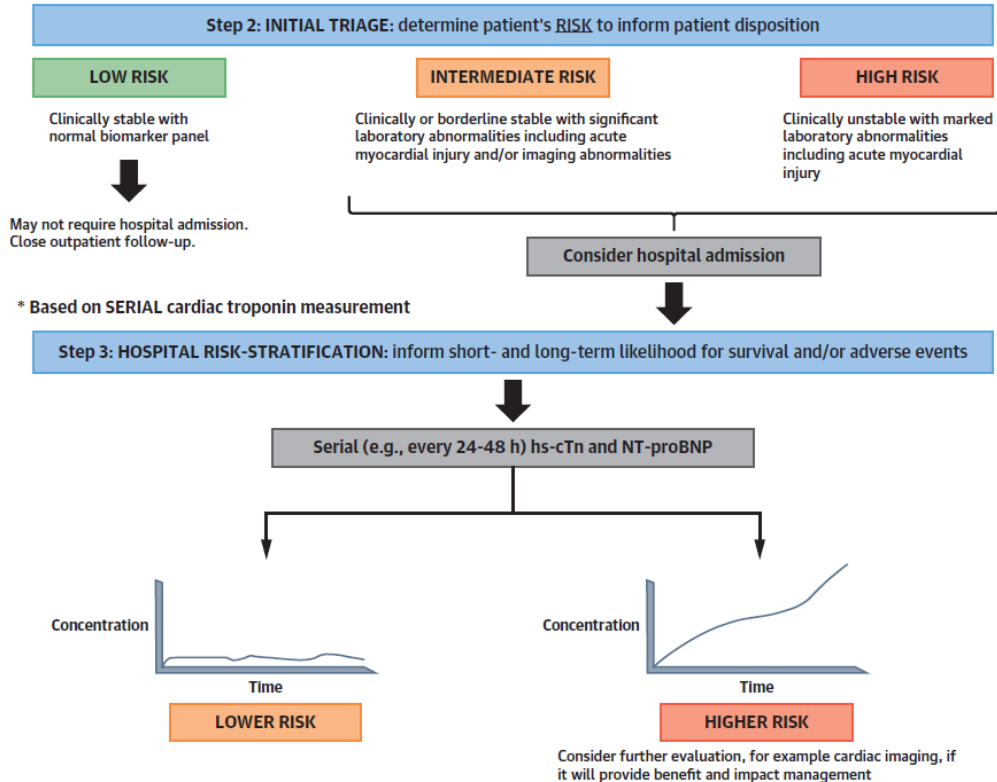 Step 2: INITIAL TRIAGE: determine patient's RISK to inform patient disposition
LOW RISK
INTERMEDIATE RISK
HIGH RISK
Clinically stable with
normal biomarker panel
Clinically or borderline stable with significant
laboratory abnormalities including acute
myocardial injury and/or imaging abnormalities
Clinically unstable with marked
laboratory abnormalities
including acute myocardial
injury
May not require hospital admission.
Close outpatient follow-up.
Consider hospital admission
* Based on SERIAL cardiac troponin measurement
Step 3: HOSPITAL RISK-STRATIFICATION: inform short- and long-term likelihood for survival and/or adverse events
Serial (e.g., every 24-48 h) hs-cTn and NT-proBNP
Concentration
Time
LOWER RISK
Concentration
Time
HIGHER RISK
Consider further evaluation, for example cardiac imaging, if
it will provide benefit and impact management